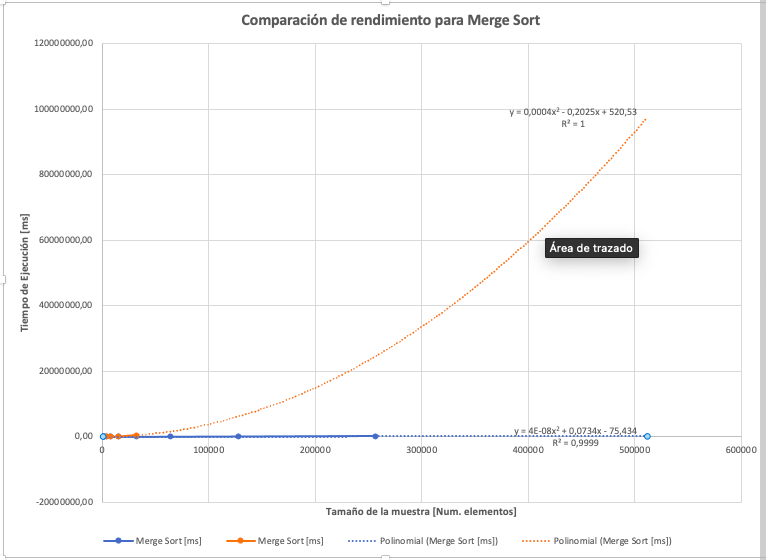 Comparación de rendimiento para Merge Sort
120000000,00
100000000,00
80000000,00
60000000,00
40000000,00
20000000,00
0,00
-20000000,00
Tiempo de Ejecución [ms]
y = 0,0004x² - 0,2025x + 520,53
R² = 1
Área de trazado
y = 4E-08x² + 0,0734x - 75,434
R² = 0,9999
0 100000 200000 300000 400000 500000 600000
Tamaño de la muestra [Num. elementos]
Merge Sort [ms] Merge Sort [ms] Polinomial (Merge Sort [ms]) Polinomial (Merge Sort [ms])